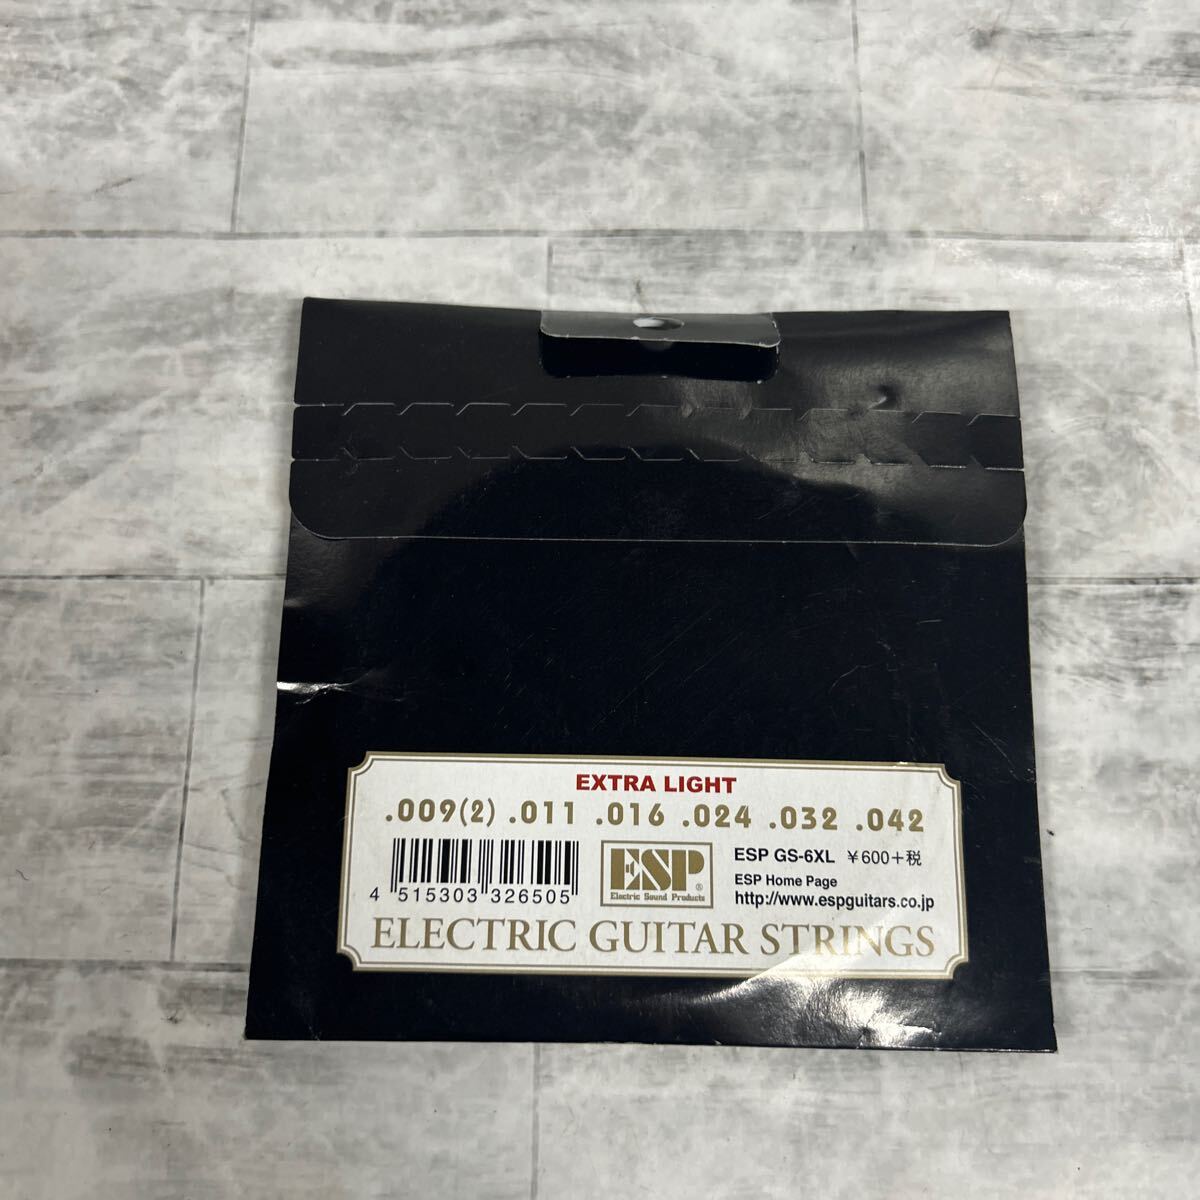 EXTRA LIGHT
.009(2) .011 .016 .024 .032 .042
4 515303 326505
ESP®
Electric Sound Products
ESP GS-6XL ¥600+税
ESP Home Page
http://www.espguitars.co.jp
ELECTRIC GUITAR STRINGS